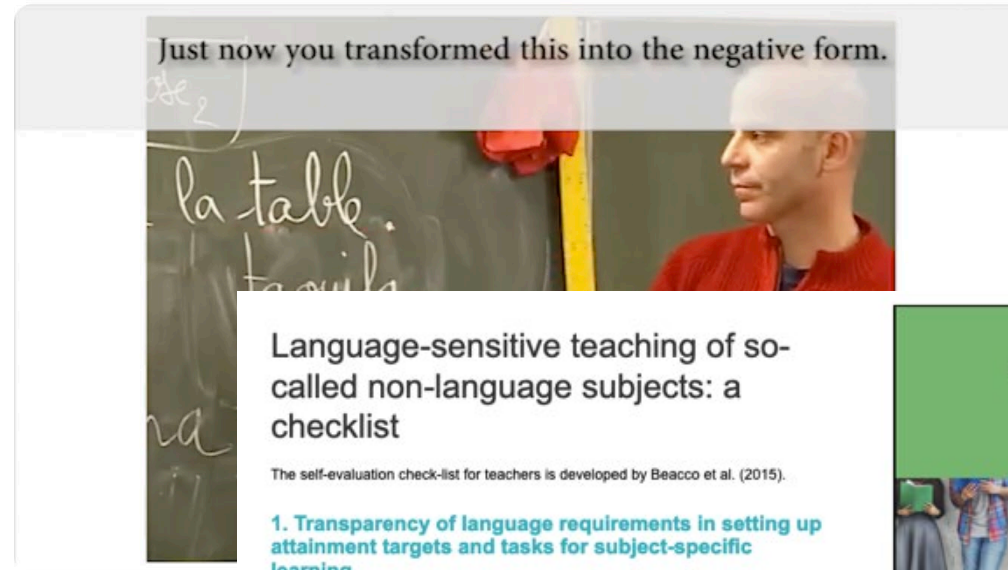 Just now you transformed this into the negative form.
la table.
Language-sensitive teaching of so-
called non-language subjects: a
checklist
The self-evaluation check-list for teachers is developed by Beacco et al. (2015).
1. Transparency of language requirements in setting up
attainment targets and tasks for subject-specific
learning